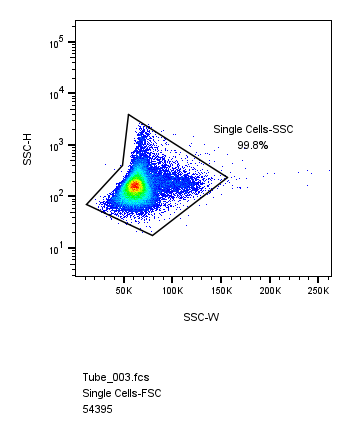 10^5
10^4
10^3
10^2
10^1
SSC-H
Single Cells-SSC
99.8%
50K 100K 150K 200K 250K
SSC-W
Tube_003.fcs
Single Cells-FSC
54395